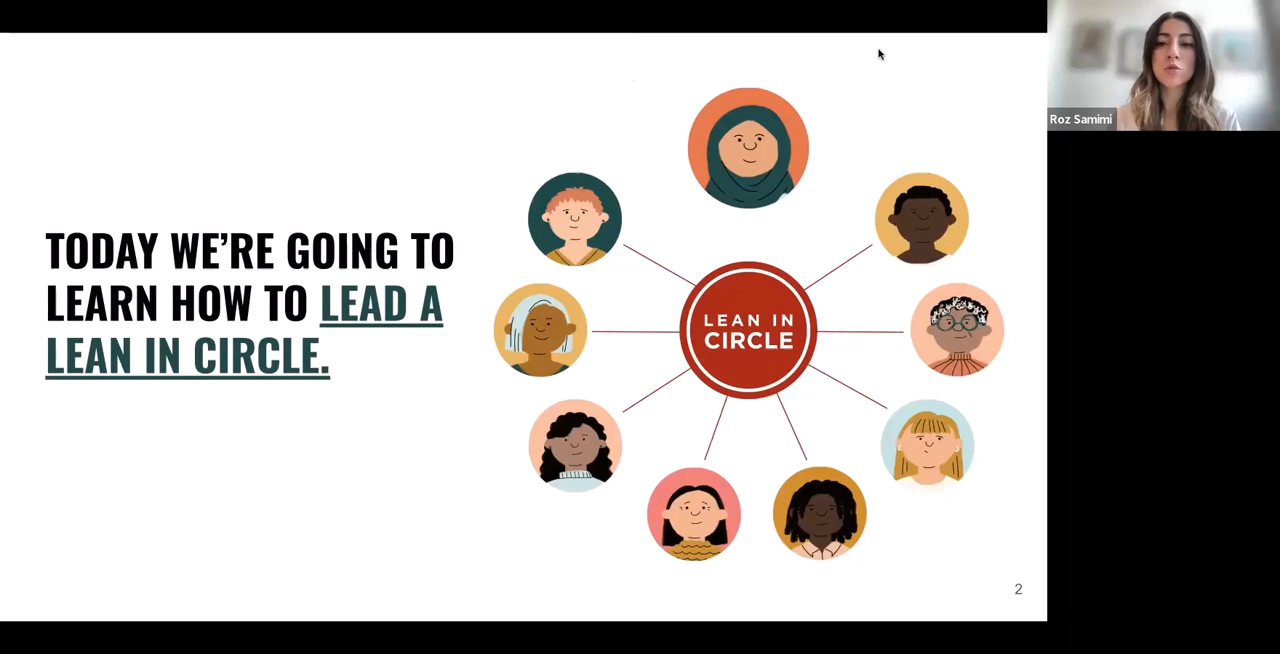 TODAY WE’RE GOING TO
LEARN HOW TO LEAD A
LEAN IN CIRCLE.
LEAN IN
CIRCLE
2
Roz Samimi